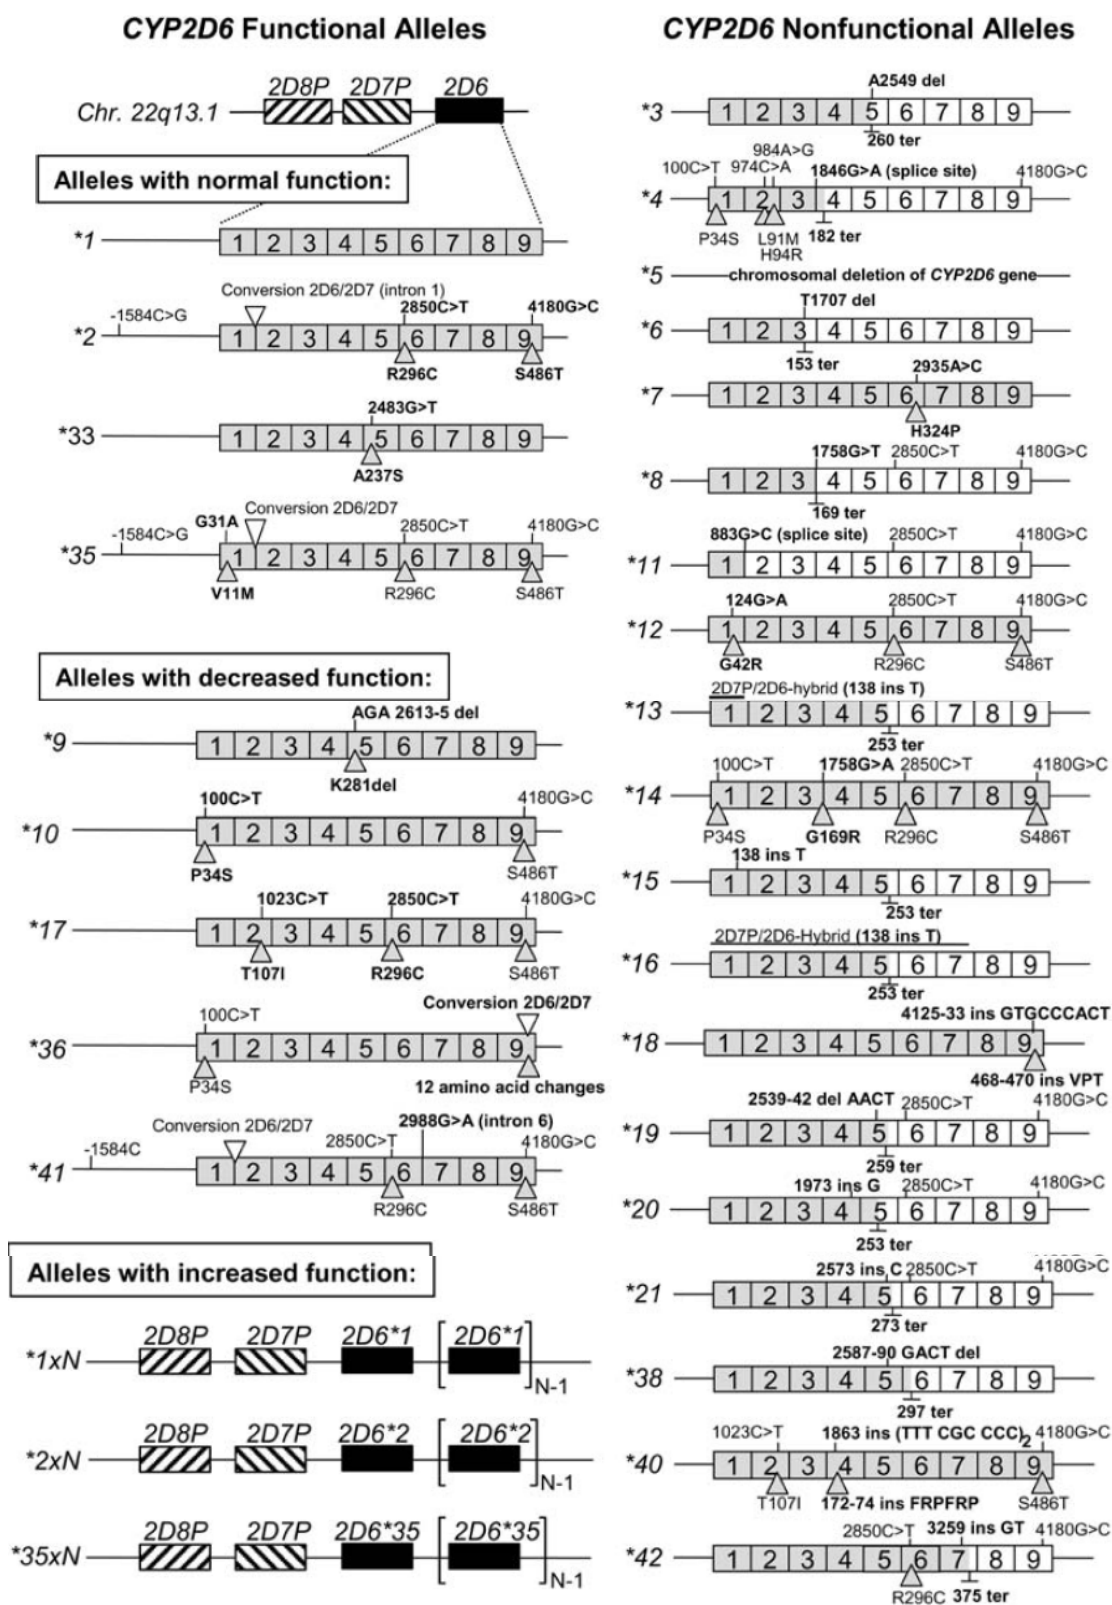 CYP2D6 Functional Alleles
2D8P 2D7P 2D6
Chr. 22q13.1
Alleles with normal function:
*1 1 2 3 4 5 6 7 8 9
Conversion 2D6/2D7 (intron 1)
-1584C>G 2850C>T 4180G>C
*2 1 2 3 4 5 6 7 8 9
R296C S486T
2483G>T
*33 1 2 3 4 5 6 7 8 9
A237S
Conversion 2D6/2D7
-1584C>G G31A 2850C>T 4180G>C
*35 1 2 3 4 5 6 7 8 9
V11M R296C S486T
Alleles with decreased function:
AGA 2613-5 del
*9 1 2 3 4 5 6 7 8 9
K281del
100C>T 4180G>C
*10 1 2 3 4 5 6 7 8 9
P34S S486T
1023C>T 2850C>T 4180G>C
*17 1 2 3 4 5 6 7 8 9
T107I R296C S486T
Conversion 2D6/2D7
100C>T
*36 1 2 3 4 5 6 7 8 9
P34S 12 amino acid changes
Conversion 2D6/2D7 2988G>A (intron 6)
-1584C 2850C>T 4180G>C
*41 1 2 3 4 5 6 7 8 9
R296C S486T
Alleles with increased function:
2D8P 2D7P 2D6*1 2D6*1
*1xN N-1
2D8P 2D7P 2D6*2 2D6*2
*2xN N-1
2D8P 2D7P 2D6*35 2D6*35
*35xN N-1
CYP2D6 Nonfunctional Alleles
A2549 del
*3 1 2 3 4 5 6 7 8 9
260 ter
984A>G
100C>T 974C>A 1846G>A (splice site) 4180G>C
*4 1 2 3 4 5 6 7 8 9
P34S L91M 182 ter
H94R
*5 chromosomal deletion of CYP2D6 gene
T1707 del
*6 1 2 3 4 5 6 7 8 9
153 ter
2935A>C
*7 1 2 3 4 5 6 7 8 9
H324P
1758G>T 2850C>T 4180G>C
*8 1 2 3 4 5 6 7 8 9
169 ter
883G>C (splice site) 2850C>T 4180G>C
*11 1 2 3 4 5 6 7 8 9
124G>A 2850C>T 4180G>C
*12 1 2 3 4 5 6 7 8 9
G42R R296C S486T
2D7P/2D6-hybrid (138 ins T)
*13 1 2 3 4 5 6 7 8 9
253 ter
100C>T 1758G>A 2850C>T 4180G>C
*14 1 2 3 4 5 6 7 8 9
P34S G169R R296C S486T
138 ins T
*15 1 2 3 4 5 6 7 8 9
253 ter
2D7P/2D6-Hybrid (138 ins T)
*16 1 2 3 4 5 6 7 8 9
253 ter
4125-33 ins GTGCCCACT
*18 1 2 3 4 5 6 7 8 9
468-470 ins VPT
2539-42 del AACT 2850C>T 4180G>C
*19 1 2 3 4 5 6 7 8 9
259 ter
1973 ins G 2850C>T 4180G>C
*20 1 2 3 4 5 6 7 8 9
253 ter
2573 ins C 2850C>T 4180G>C
*21 1 2 3 4 5 6 7 8 9
273 ter
2587-90 GACT del
*38 1 2 3 4 5 6 7 8 9
297 ter
1023C>T 1863 ins (TTT CGC CCC)2 4180G>C
*40 1 2 3 4 5 6 7 8 9
T107I 172-74 ins FRPFRP S486T
2850C>T 3259 ins GT 4180G>C
*42 1 2 3 4 5 6 7 8 9
R296C 375 ter